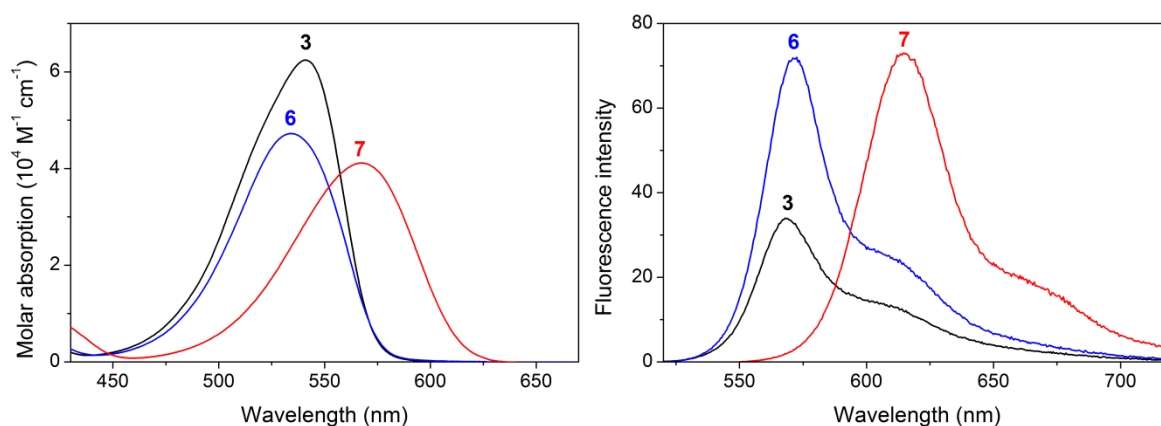 Molar absorption (10⁴ M⁻¹ cm⁻¹)
6
4
2
0
3
6
7
450 500 550 600 650
Wavelength (nm)
Fluorescence intensity
80
60
40
20
0
6
7
3
550 600 650 700
Wavelength (nm)